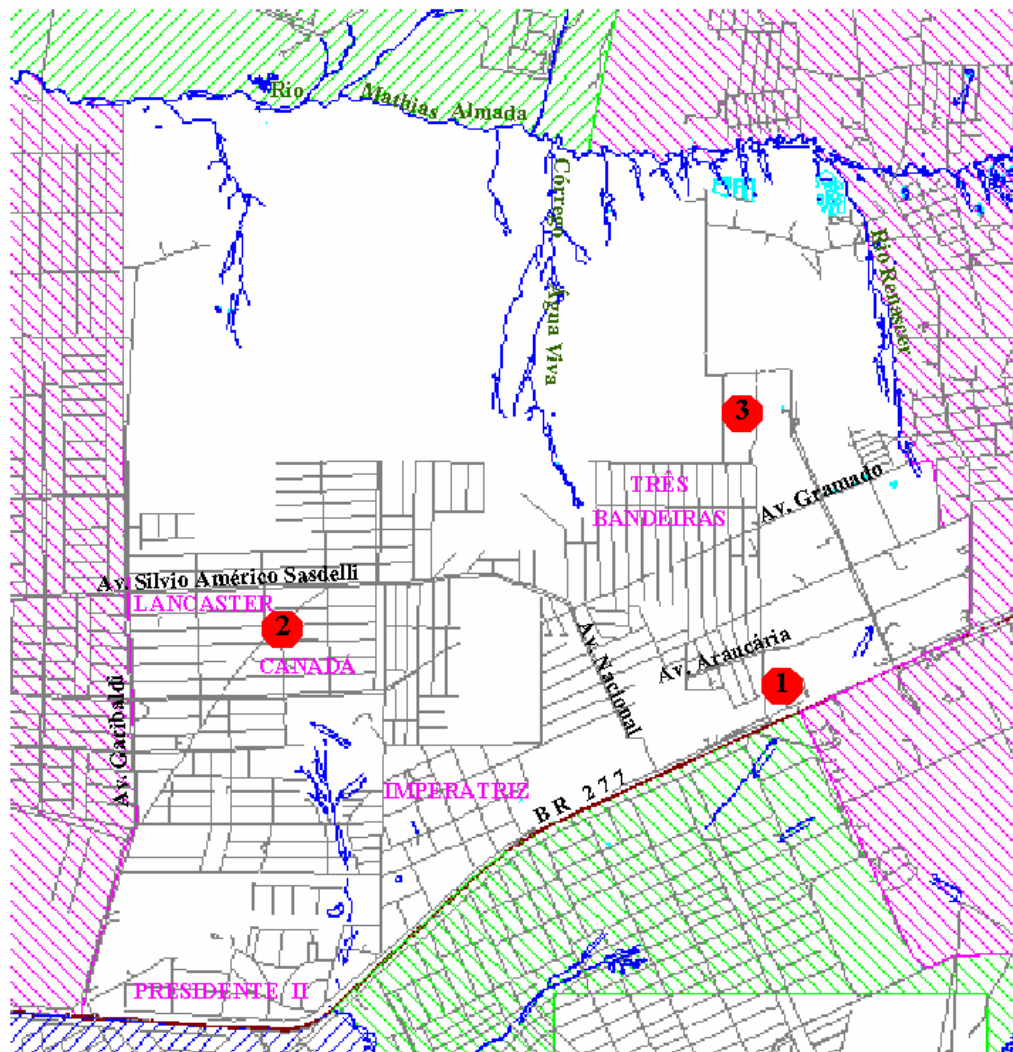 Rio
Mathias Almada
Córrego
Água Viva
Rio Renascer
3
TRÊS
BANDEIRAS
Av. Gramado
Av. Silvio Américo Sasdelli
LANCASTER
2
CANADÁ
Av. Nacional
Av. Araucária
1
Av. Garibaldi
IMPERATRIZ
BR 277
PRESIDENTE II